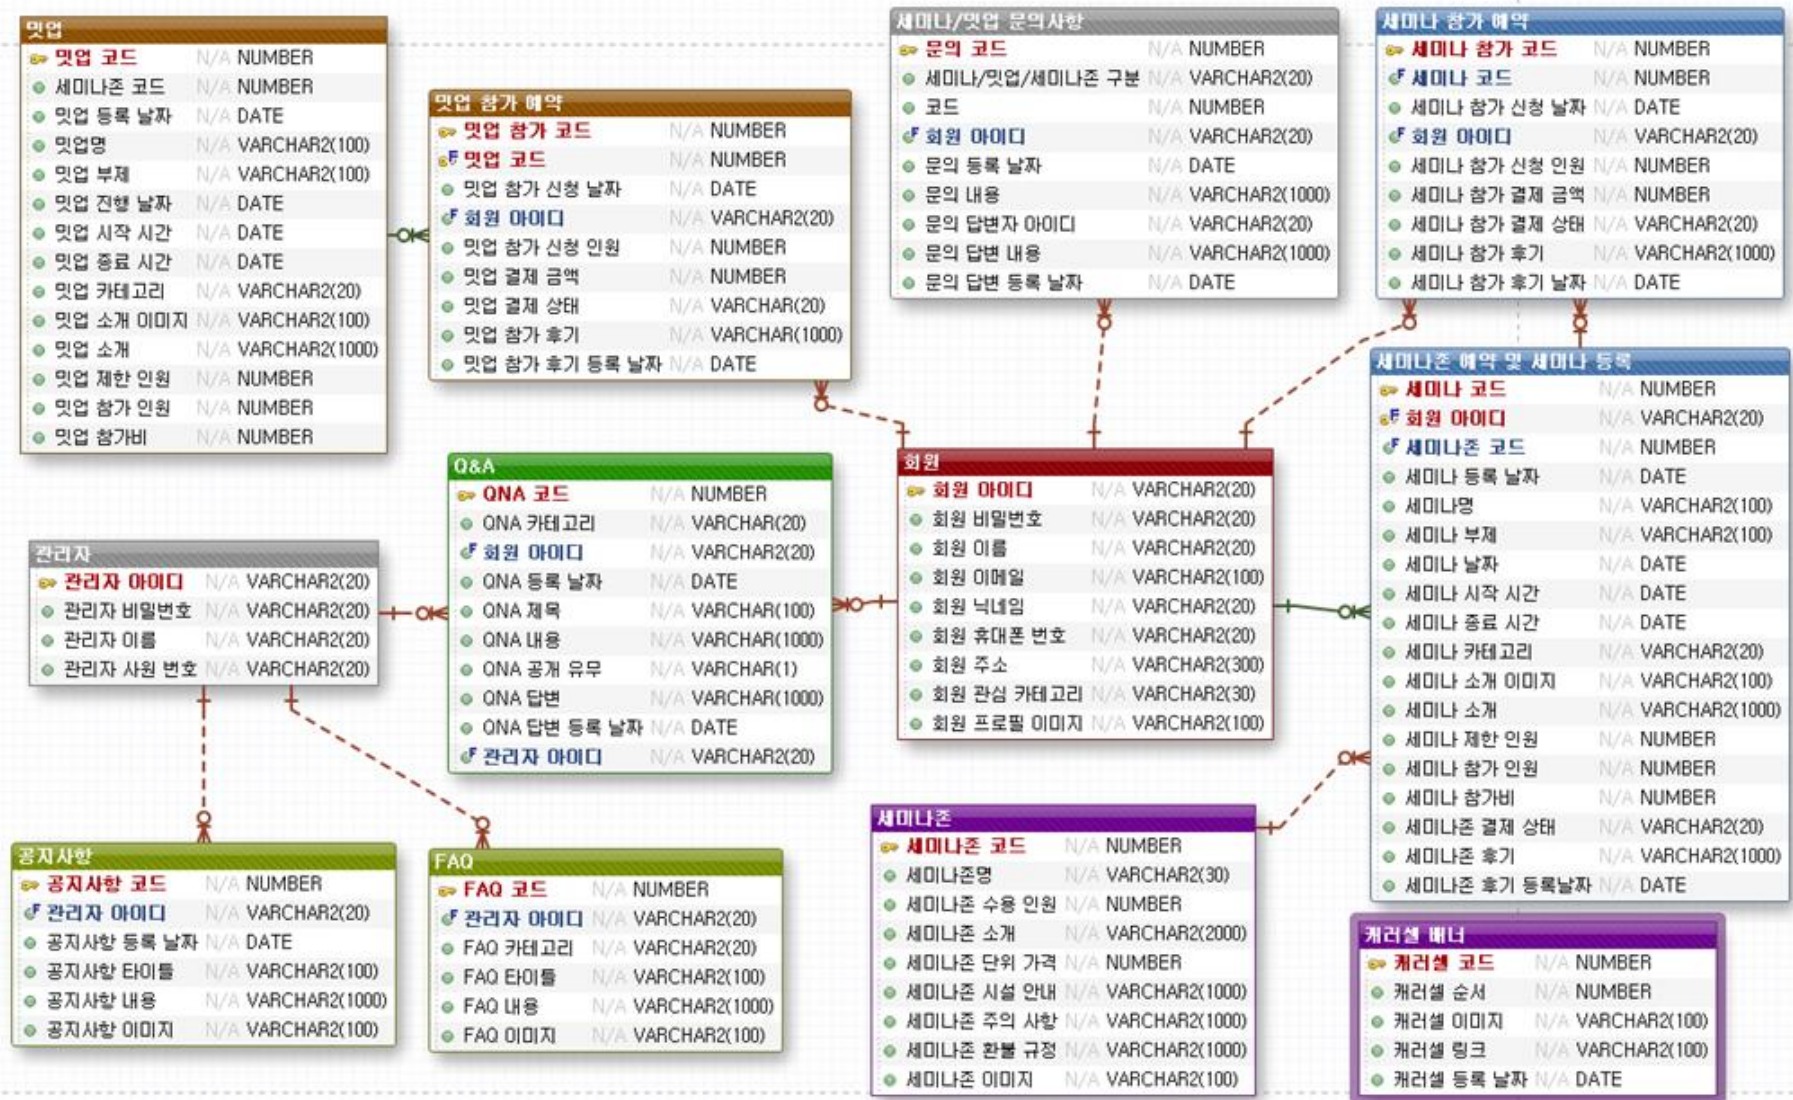 밋업
밋업 코드 N/A NUMBER
세미나존 코드 N/A NUMBER
밋업 등록 날짜 N/A DATE
밋업명 N/A VARCHAR2(100)
밋업 부제 N/A VARCHAR2(100)
밋업 진행 날짜 N/A DATE
밋업 시작 시간 N/A DATE
밋업 종료 시간 N/A DATE
밋업 카테고리 N/A VARCHAR2(20)
밋업 소개 이미지 N/A VARCHAR2(100)
밋업 소개 N/A VARCHAR2(1000)
밋업 제한 인원 N/A NUMBER
밋업 참가 인원 N/A NUMBER
밋업 참가비 N/A NUMBER
밋업 참가 예약
밋업 참가 코드 N/A NUMBER
밋업 코드 N/A NUMBER
밋업 참가 신청 날짜 N/A DATE
회원 아이디 N/A VARCHAR2(20)
밋업 참가 신청 인원 N/A NUMBER
밋업 결제 금액 N/A NUMBER
밋업 결제 상태 N/A VARCHAR(20)
밋업 참가 후기 N/A VARCHAR(1000)
밋업 참가 후기 등록 날짜 N/A DATE
세미나/밋업 문의사항
문의 코드 N/A NUMBER
세미나/밋업/세미나존 구분 N/A VARCHAR2(20)
코드 N/A NUMBER
회원 아이디 N/A VARCHAR2(20)
문의 등록 날짜 N/A DATE
문의 내용 N/A VARCHAR2(1000)
문의 답변자 아이디 N/A VARCHAR2(20)
문의 답변 내용 N/A VARCHAR2(1000)
문의 답변 등록 날짜 N/A DATE
세미나 참가 예약
세미나 참가 코드 N/A NUMBER
세미나 코드 N/A NUMBER
세미나 참가 신청 날짜 N/A DATE
회원 아이디 N/A VARCHAR2(20)
세미나 참가 신청 인원 N/A NUMBER
세미나 참가 결제 금액 N/A NUMBER
세미나 참가 결제 상태 N/A VARCHAR2(20)
세미나 참가 후기 N/A VARCHAR2(1000)
세미나 참가 후기 날짜 N/A DATE
Q&A
QNA 코드 N/A NUMBER
QNA 카테고리 N/A VARCHAR(20)
회원 아이디 N/A VARCHAR2(20)
QNA 등록 날짜 N/A DATE
QNA 제목 N/A VARCHAR(100)
QNA 내용 N/A VARCHAR(1000)
QNA 공개 유무 N/A VARCHAR(1)
QNA 답변 N/A VARCHAR(1000)
QNA 답변 등록 날짜 N/A DATE
관리자 아이디 N/A VARCHAR2(20)
회원
회원 아이디 N/A VARCHAR2(20)
회원 비밀번호 N/A VARCHAR2(20)
회원 이름 N/A VARCHAR2(20)
회원 이메일 N/A VARCHAR2(100)
회원 닉네임 N/A VARCHAR2(20)
회원 휴대폰 번호 N/A VARCHAR2(20)
회원 주소 N/A VARCHAR2(300)
회원 관심 카테고리 N/A VARCHAR2(30)
회원 프로필 이미지 N/A VARCHAR2(100)
세미나존 예약 및 세미나 등록
세미나 코드 N/A NUMBER
회원 아이디 N/A VARCHAR2(20)
세미나존 코드 N/A NUMBER
세미나 등록 날짜 N/A DATE
세미나명 N/A VARCHAR2(100)
세미나 부제 N/A VARCHAR2(100)
세미나 날짜 N/A DATE
세미나 시작 시간 N/A DATE
세미나 종료 시간 N/A DATE
세미나 카테고리 N/A VARCHAR2(20)
세미나 소개 이미지 N/A VARCHAR2(100)
세미나 소개 N/A VARCHAR2(1000)
세미나 제한 인원 N/A NUMBER
세미나 참가 인원 N/A NUMBER
세미나 참가비 N/A NUMBER
세미나존 결제 상태 N/A VARCHAR2(20)
세미나존 후기 N/A VARCHAR2(1000)
세미나존 후기 등록날짜 N/A DATE
관리자
관리자 아이디 N/A VARCHAR2(20)
관리자 비밀번호 N/A VARCHAR2(20)
관리자 이름 N/A VARCHAR2(20)
관리자 사원 번호 N/A VARCHAR2(20)
공지사항
공지사항 코드 N/A NUMBER
관리자 아이디 N/A VARCHAR2(20)
공지사항 등록 날짜 N/A DATE
공지사항 타이틀 N/A VARCHAR2(100)
공지사항 내용 N/A VARCHAR2(1000)
공지사항 이미지 N/A VARCHAR2(100)
FAQ
FAQ 코드 N/A NUMBER
관리자 아이디 N/A VARCHAR2(20)
FAQ 카테고리 N/A VARCHAR2(20)
FAQ 타이틀 N/A VARCHAR2(100)
FAQ 내용 N/A VARCHAR2(1000)
FAQ 이미지 N/A VARCHAR2(100)
세미나존
세미나존 코드 N/A NUMBER
세미나존명 N/A VARCHAR2(30)
세미나존 수용 인원 N/A NUMBER
세미나존 소개 N/A VARCHAR2(2000)
세미나존 단위 가격 N/A NUMBER
세미나존 시설 안내 N/A VARCHAR2(1000)
세미나존 주의 사항 N/A VARCHAR2(1000)
세미나존 환불 규정 N/A VARCHAR2(1000)
세미나존 이미지 N/A VARCHAR2(100)
캐러셀 배너
캐러셀 코드 N/A NUMBER
캐러셀 순서 N/A NUMBER
캐러셀 이미지 N/A VARCHAR2(100)
캐러셀 링크 N/A VARCHAR2(100)
캐러셀 등록 날짜 N/A DATE